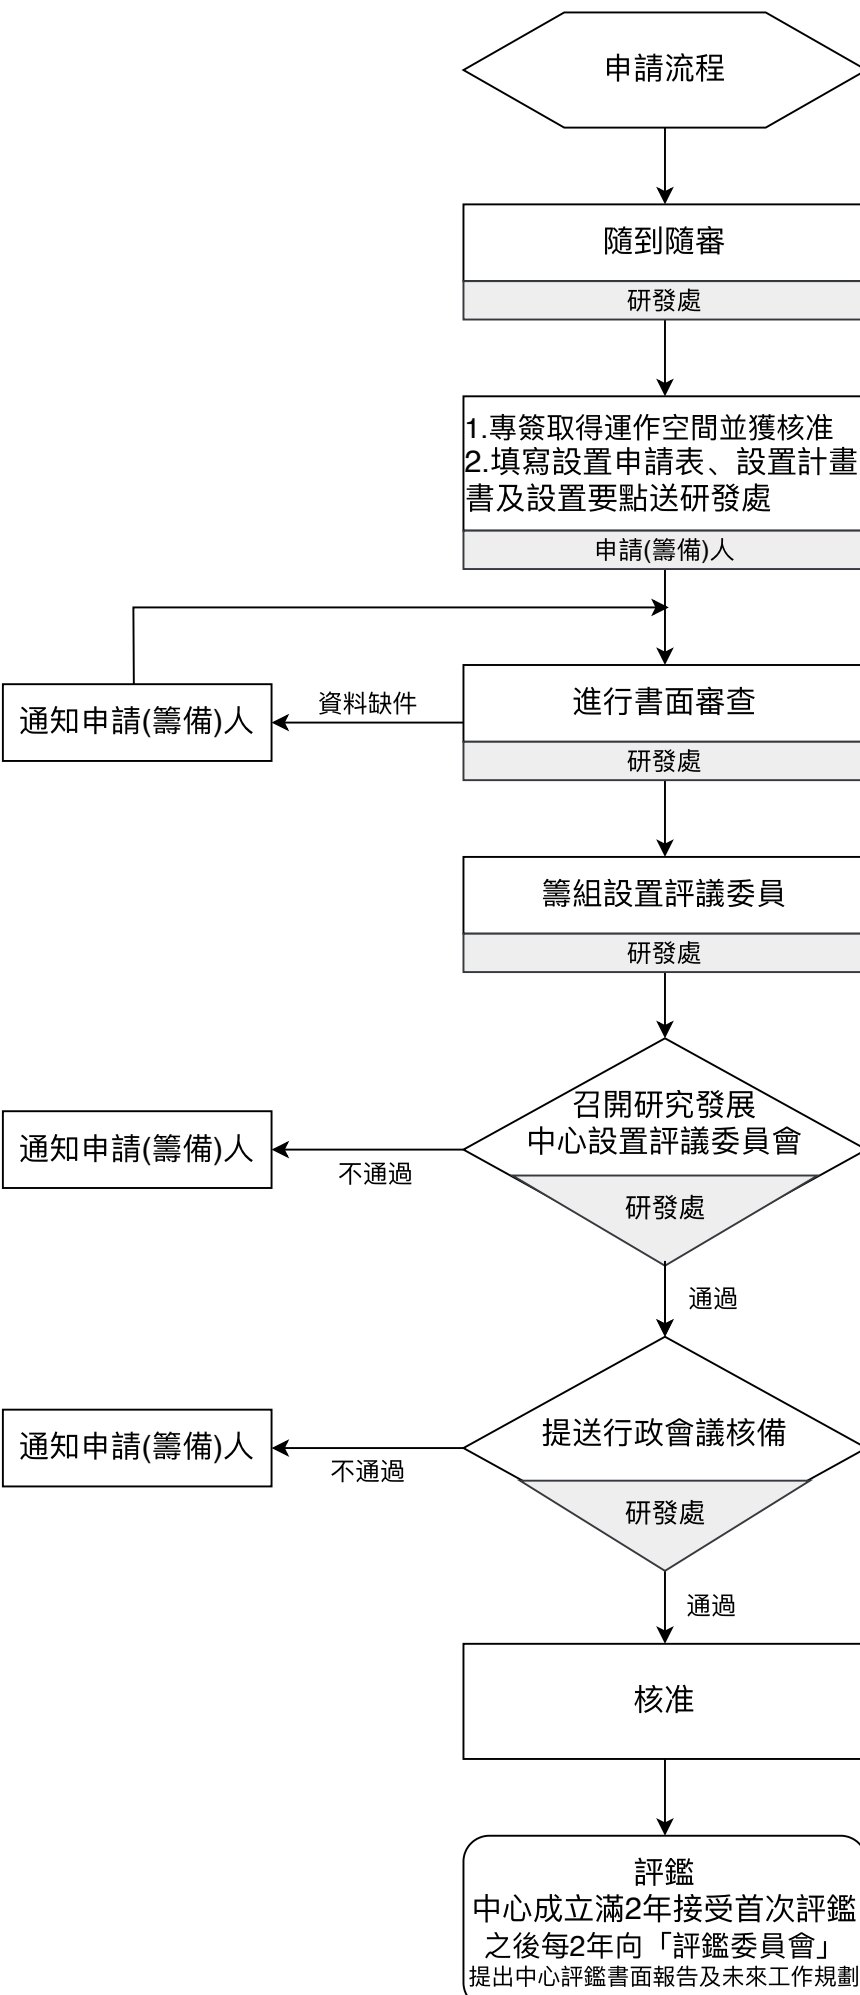 申請流程
隨到隨審
研發處
1.專簽取得運作空間並獲核准
2.填寫設置申請表、設置計畫
書及設置要點送研發處
申請(籌備)人
進行書面審查
研發處
資料缺件
通知申請(籌備)人
籌組設置評議委員
研發處
召開研究發展
中心設置評議委員會
研發處
不通過
通知申請(籌備)人
通過
提送行政會議核備
研發處
不通過
通知申請(籌備)人
通過
核准
評鑑
中心成立滿2年接受首次評鑑
之後每2年向「評鑑委員會」
提出中心評鑑書面報告及未來工作規劃